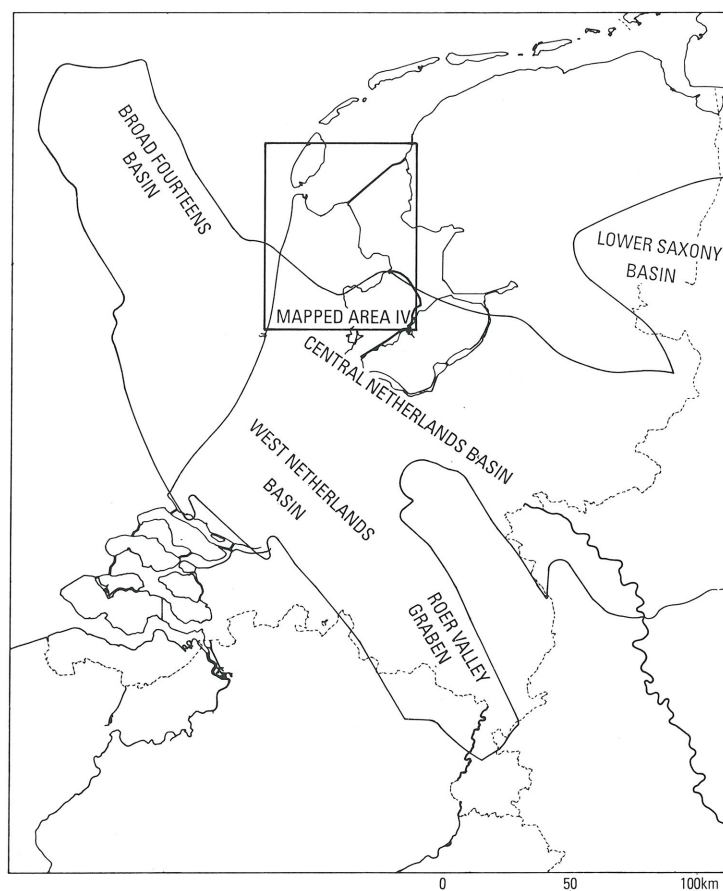 BROAD FOURTEENS
BASIN
LOWER SAXONY
BASIN
MAPPED AREA IV
CENTRAL NETHERLANDS BASIN
WEST NETHERLANDS
BASIN
ROER VALLEY
GRABEN
0 50 100km